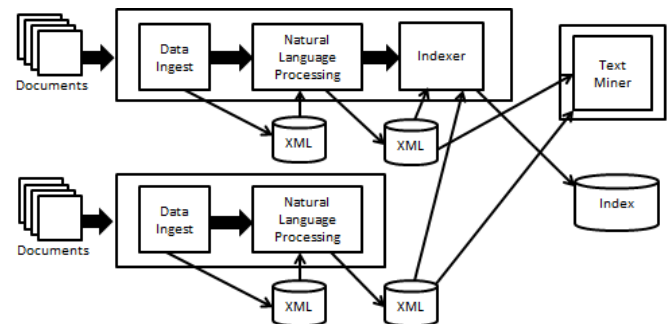 Documents
Data
Ingest
Natural
Language
Processing
Indexer
Text
Miner
XML
XML
Index
Documents
Data
Ingest
Natural
Language
Processing
XML
XML